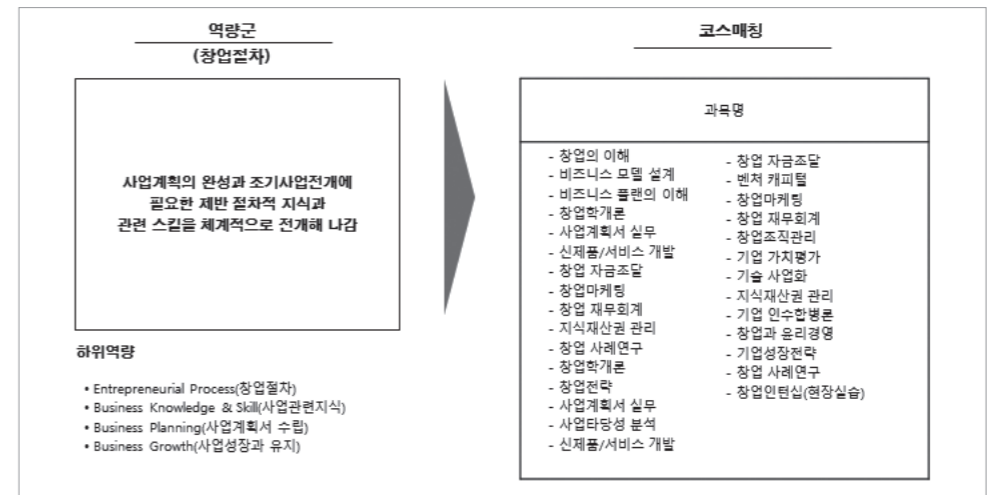 역량군
(창업절차)
사업계획의 완성과 조기사업전개에
필요한 제반 절차적 지식과
관련 스킬을 체계적으로 전개해 나감
하위역량
• Entrepreneurial Process(창업절차)
• Business Knowledge & Skill(사업관련지식)
• Business Planning(사업계획서 수립)
• Business Growth(사업성장과 유지)
코스매칭
과목명
- 창업의 이해
- 비즈니스 모델 설계
- 비즈니스 플랜의 이해
- 창업학개론
- 사업계획서 실무
- 신제품/서비스 개발
- 창업 자금조달
- 창업마케팅
- 창업 재무회계
- 지식재산권 관리
- 창업 사례연구
- 창업학개론
- 창업전략
- 사업계획서 실무
- 사업타당성 분석
- 신제품/서비스 개발
- 창업 자금조달
- 벤처 캐피털
- 창업마케팅
- 창업 재무회계
- 창업조직관리
- 기업 가치평가
- 기술 사업화
- 지식재산권 관리
- 기업 인수합병론
- 창업과 윤리경영
- 기업성장전략
- 창업 사례연구
- 창업인턴십(현장실습)